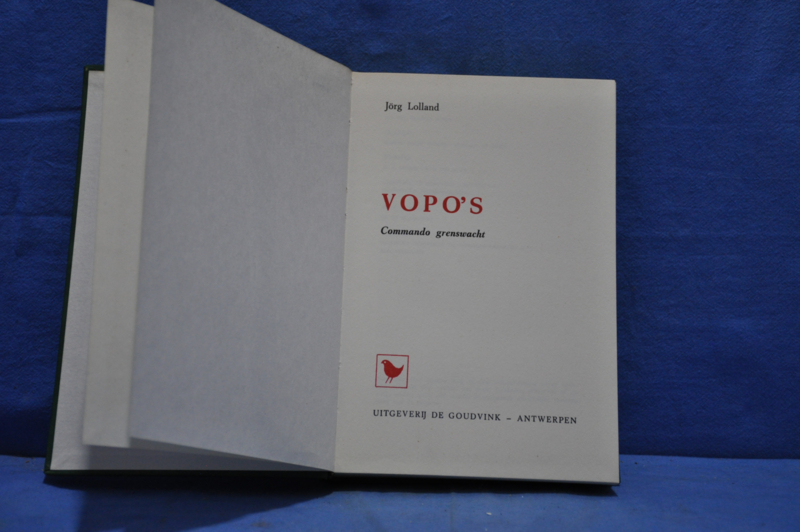 Jörg Lolland
VOPO'S
Commando grenswacht
UITGEVERIJ DE GOUDVINK – ANTWERPEN